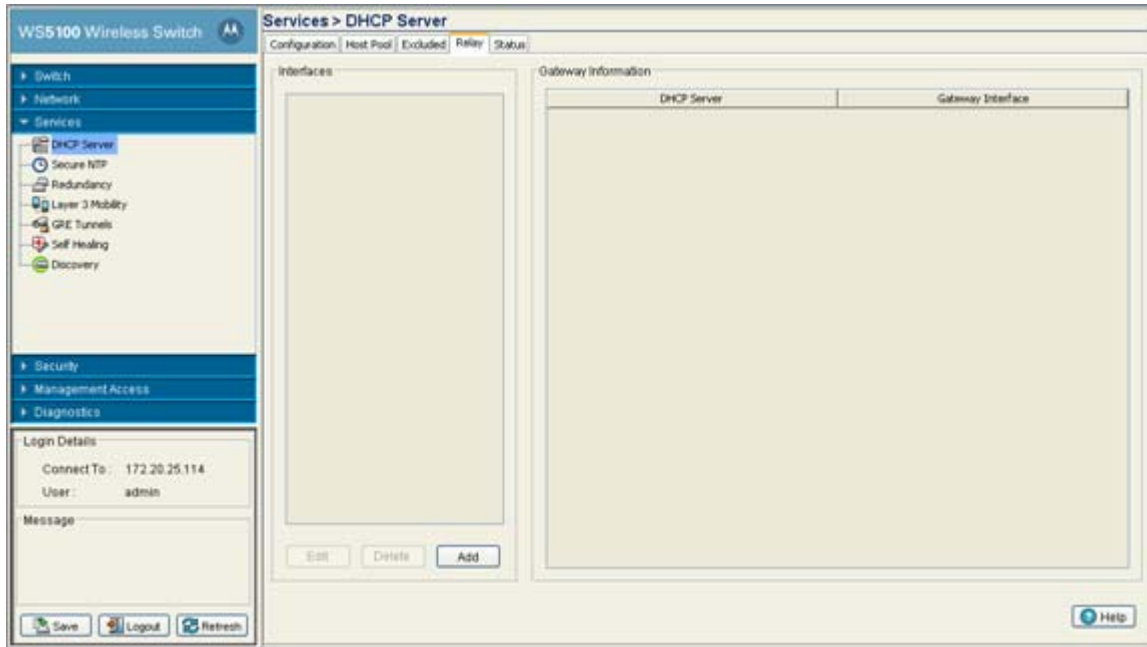 WS5100 Wireless Switch
Services > DHCP Server
Configuration Host Pool Excluded Relay Status
Switch
Network
Services
DHCP Server
Secure NTP
Redundancy
Layer 3 Mobility
GRE Tunnels
Self Healing
Discovery
Security
Management Access
Diagnostics
Login Details
Connect To : 172.20.25.114
User : admin
Message
Save Logout Refresh
Interfaces
Edit Delete Add
Gateway Information
DHCP Server Gateway Interface
Help